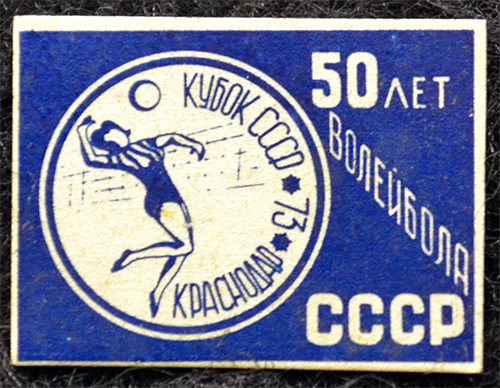 КУБОК СССР
73
КРАСНОДАР
50 ЛЕТ
ВОЛЕЙБОЛА
СССР